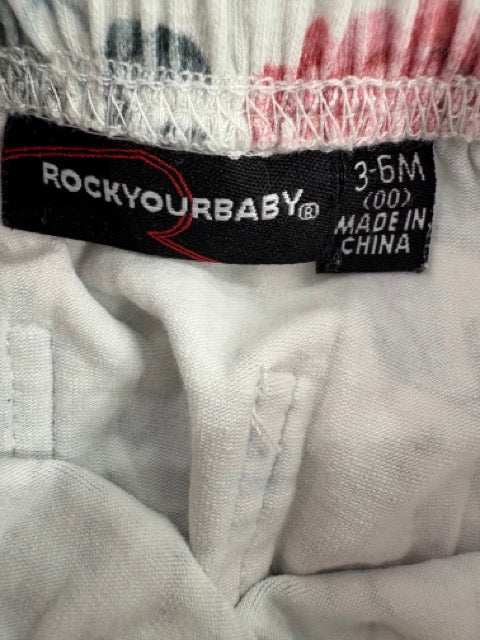 ROCKYOURBABY®
3-6M
(00)
MADE IN
CHINA